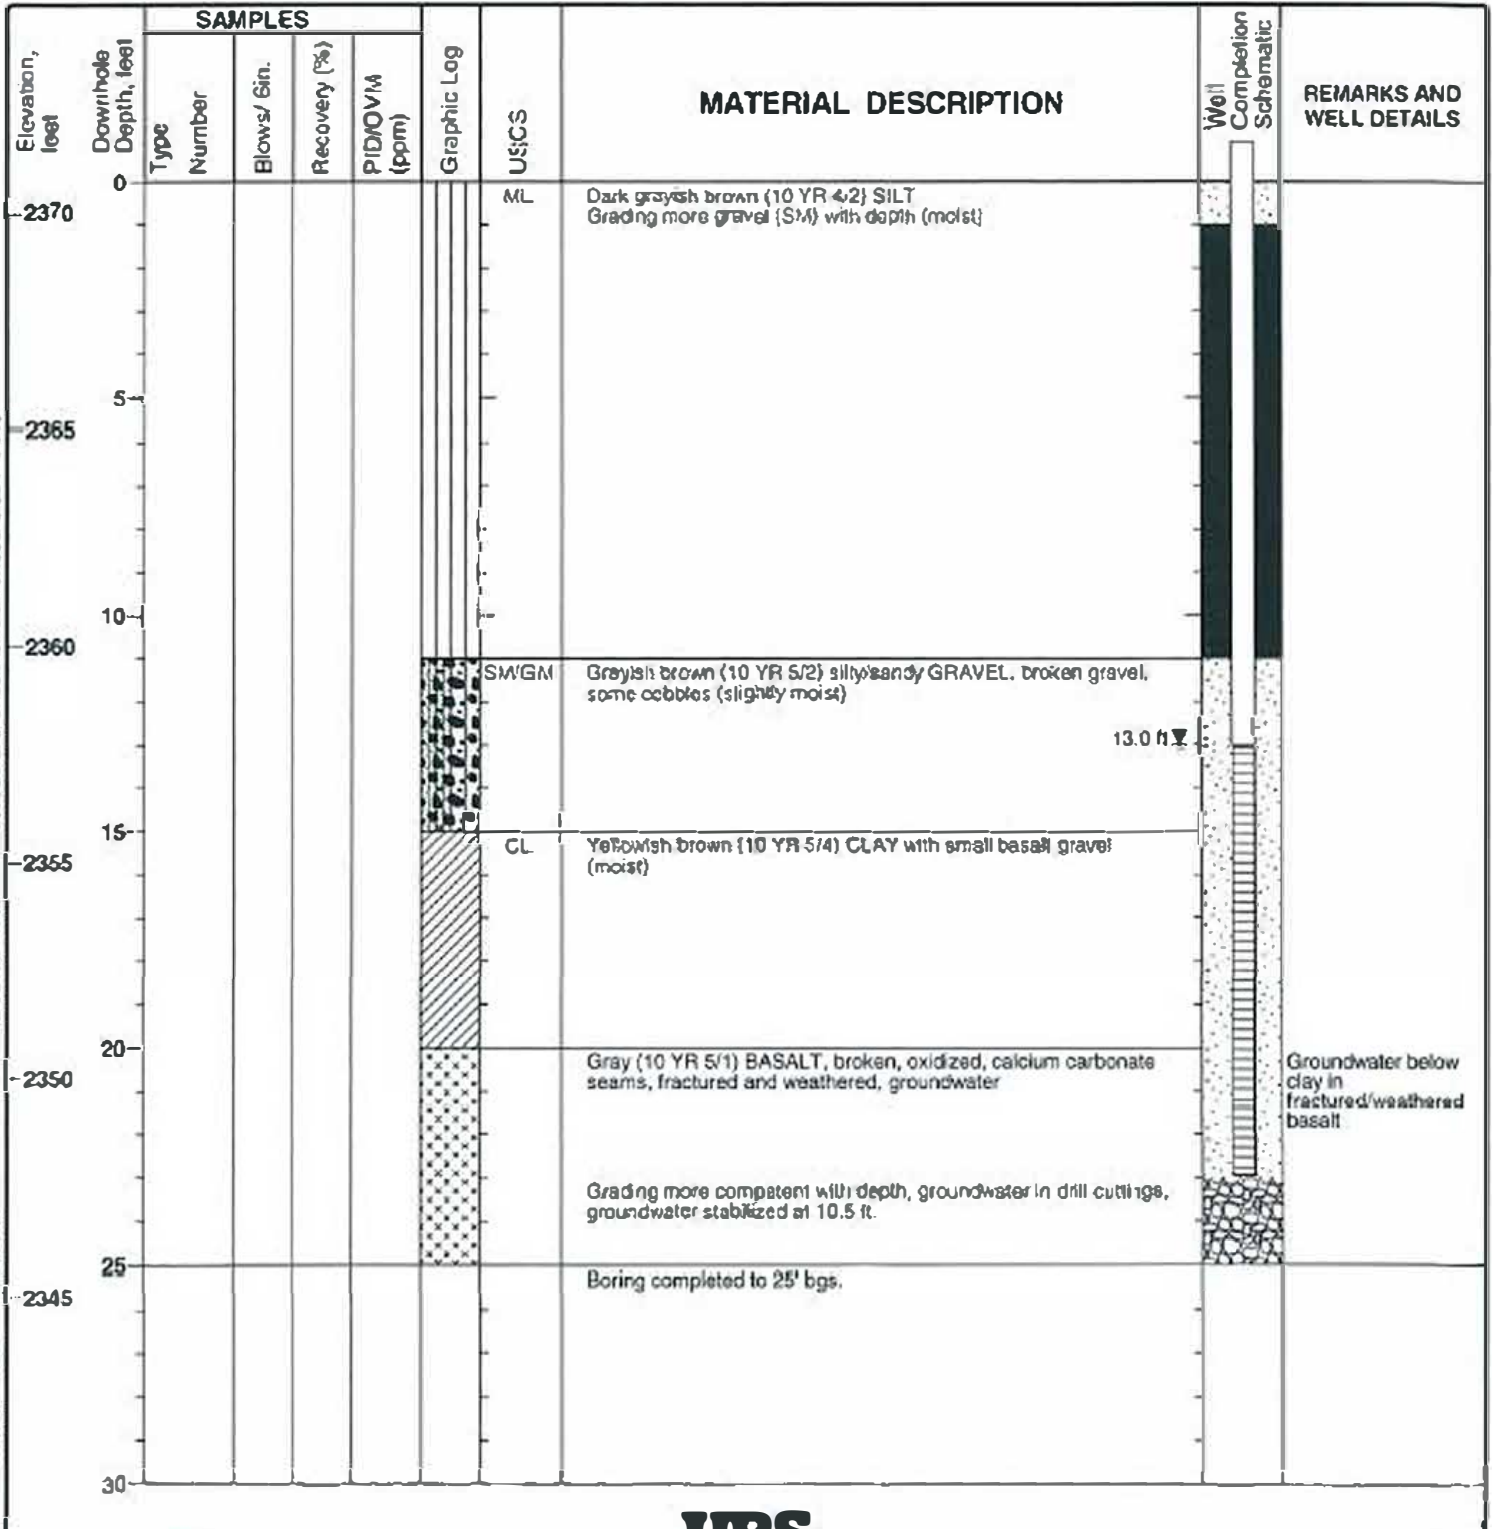 SAMPLES
Elevation,
feet
Downhole
Depth, feet
Type
Number
Blows/ 6in.
Recovery (%)
PID/OVM
(ppm)
Graphic Log
USCS
MATERIAL DESCRIPTION
Well
Completion
Schematic
REMARKS AND
WELL DETAILS
0
ML
Dark grayish brown (10 YR 4/2) SILT
Grading more gravel (SM) with depth (moist)
2370
5
2365
10
2360
SM/GM
Grayish brown (10 YR 5/2) silty/sandy GRAVEL, broken gravel,
some cobbles (slightly moist)
13.0 ft
15
CL
Yellowish brown (10 YR 5/4) CLAY with small basalt gravel
(moist)
2355
20
Gray (10 YR 5/1) BASALT, broken, oxidized, calcium carbonate
seams, fractured and weathered, groundwater
Groundwater below
clay in
fractured/weathered
basalt
2350
Grading more competent with depth, groundwater in drill cuttings,
groundwater stabilized at 10.5 ft.
25
Boring completed to 25' bgs.
2345
30
URS